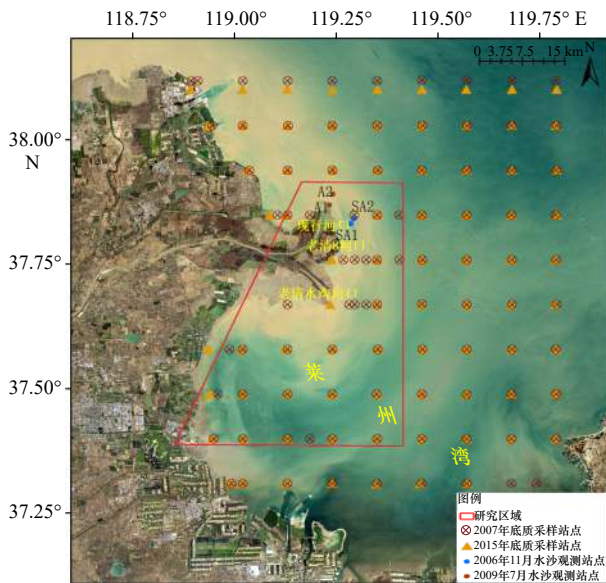 118.75° 119.00° 119.25° 119.50° 119.75° E
0 3.75 7.5 15 km
38.00°
N
A2
A1
SA2
现行河口
SA1
老清8河口
37.75°
老清水沟河口
37.50°
莱
州
湾
37.25°
图例
研究区域
2007年底质采样站点
2015年底质采样站点
2006年11月水沙观测站点
2009年7月水沙观测站点